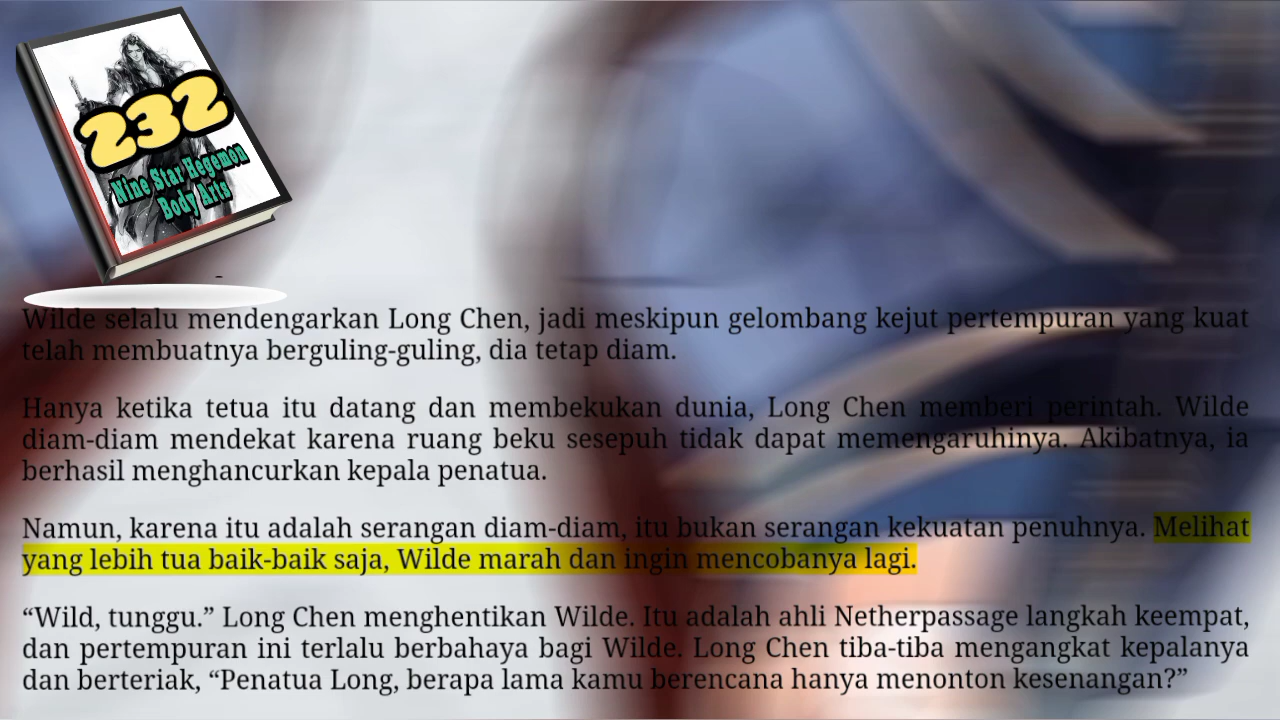 232
Nine Star Hegemon
Body Arts
Wilde selalu mendengarkan Long Chen, jadi meskipun gelombang kejut pertempuran yang kuat
telah membuatnya berguling-guling, dia tetap diam.
Hanya ketika tetua itu datang dan membekukan dunia, Long Chen memberi perintah. Wilde
diam-diam mendekat karena ruang beku sesepuh tidak dapat memengaruhinya. Akibatnya, ia
berhasil menghancurkan kepala penatua.
Namun, karena itu adalah serangan diam-diam, itu bukan serangan kekuatan penuhnya. Melihat
yang lebih tua baik-baik saja, Wilde marah dan ingin mencobanya lagi.
“Wild, tunggu.” Long Chen menghentikan Wilde. Itu adalah ahli Netherpassage langkah keempat,
dan pertempuran ini terlalu berbahaya bagi Wilde. Long Chen tiba-tiba mengangkat kepalanya
dan berteriak, “Penatua Long, berapa lama kamu berencana hanya menonton kesenangan?”